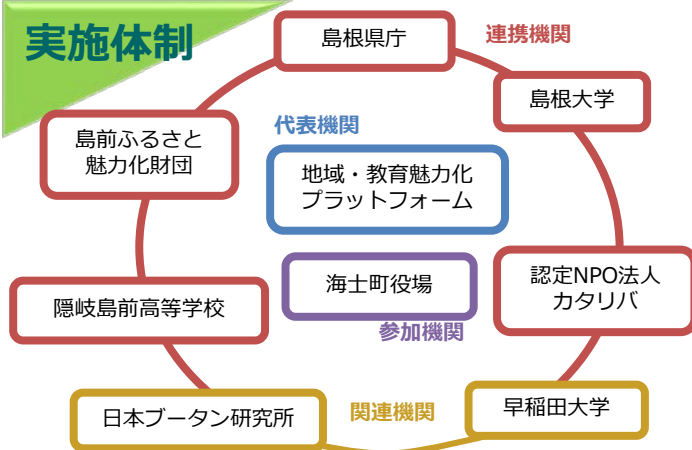 実施体制
島根県庁
連携機関
島根大学
代表機関
島前ふるさと
魅力化財団
地域・教育魅力化
プラットフォーム
海士町役場
認定NPO法人
カタリバ
隠岐島前高等学校
参加機関
日本ブータン研究所
関連機関
早稲田大学